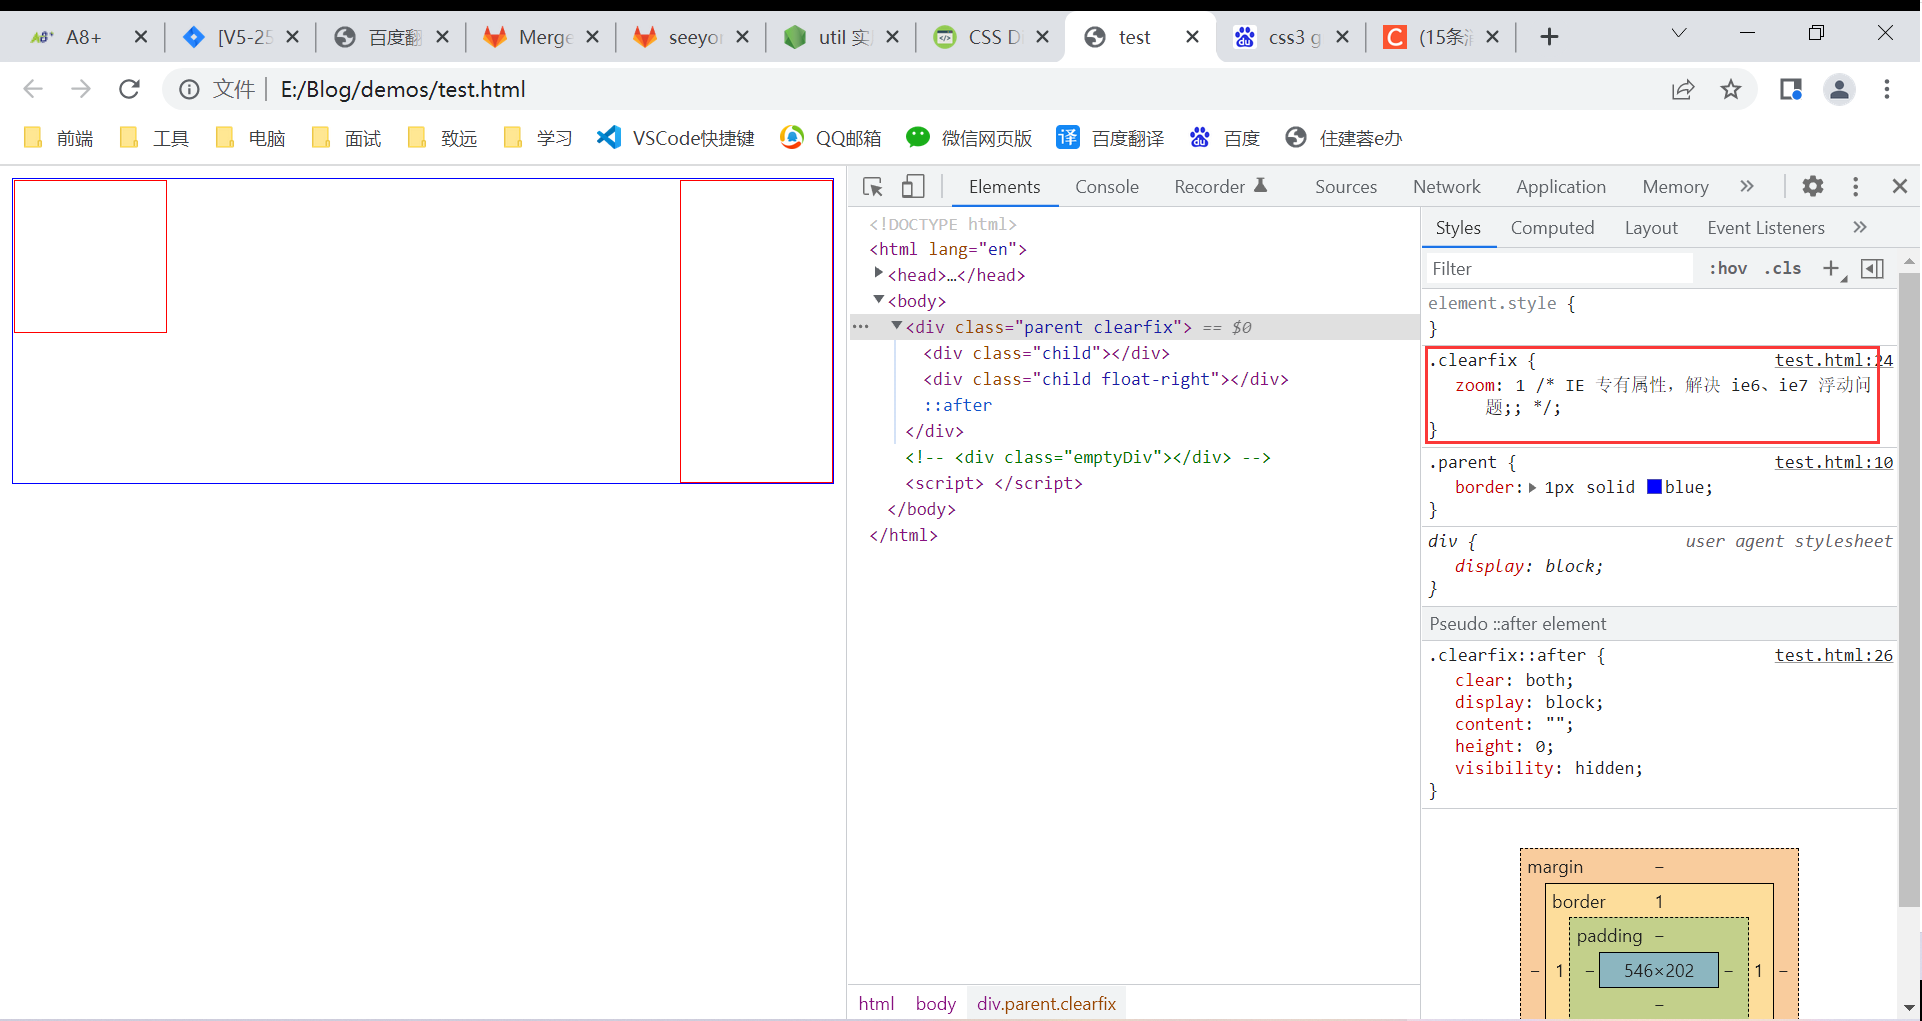 A8+
[V5-25
百度翻
Merge
seeyo
util 实
CSS D
test
css3 g
(15条消
文件
E:/Blog/demos/test.html
前端
工具
电脑
面试
致远
学习
VSCode快捷键
QQ邮箱
微信网页版
译
百度翻译
百度
住建蓉e办
Elements
Console
Recorder
Sources
Network
Application
Memory
<!DOCTYPE html>
<html lang="en">
<head>…</head>
<body>
<div class="parent clearfix"> == $0
<div class="child"></div>
<div class="child float-right"></div>
::after
</div>
<!-- <div class="emptyDiv"></div> -->
<script> </script>
</body>
</html>
html body div.parent.clearfix
Styles
Computed
Layout
Event Listeners
Filter
:hov .cls
element.style {
}
.clearfix { test.html:24
zoom: 1 /* IE 专有属性，解决 ie6、ie7 浮动问
题;; */;
}
.parent { test.html:10
border: 1px solid blue;
}
div { user agent stylesheet
display: block;
}
Pseudo ::after element
.clearfix::after { test.html:26
clear: both;
display: block;
content: "";
height: 0;
visibility: hidden;
}
margin –
border 1
padding –
– 1 – 546×202 – 1 –
–